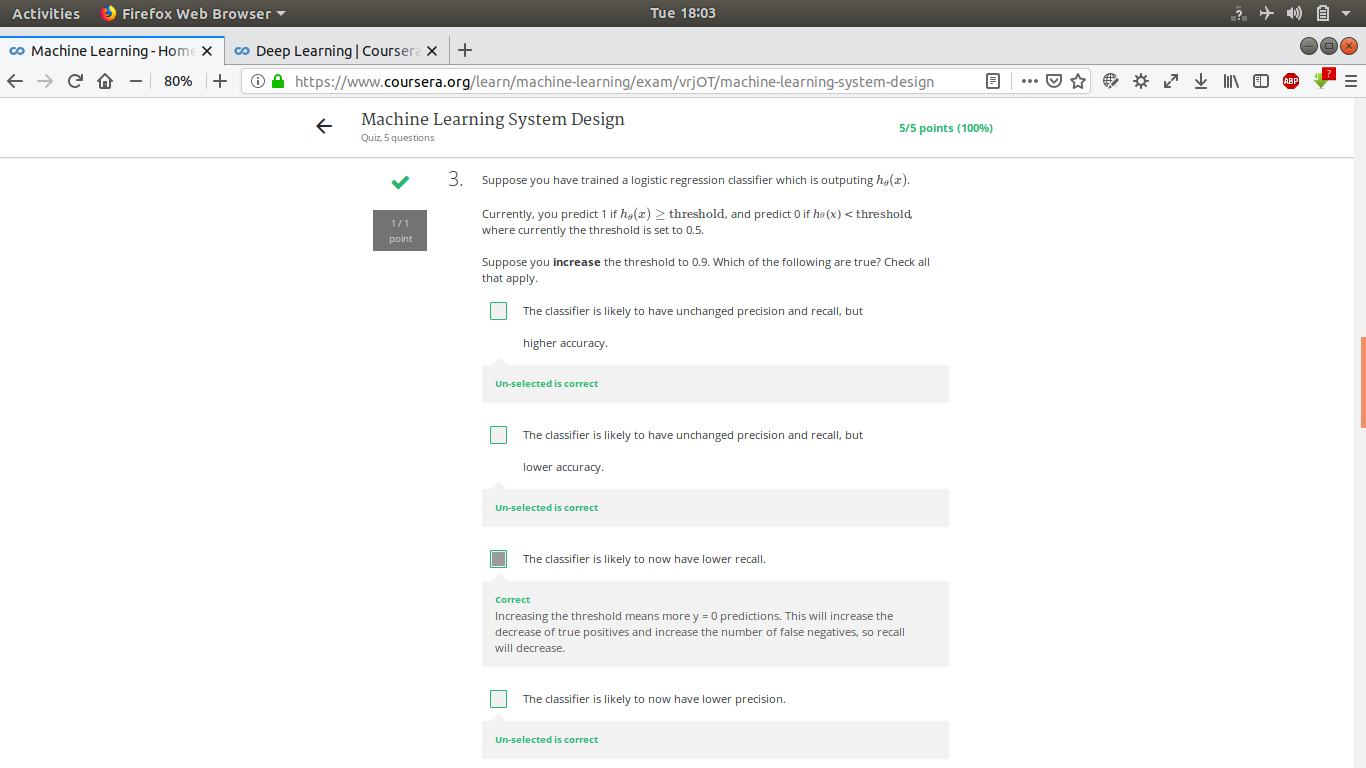 Activities Firefox Web Browser Tue 18:03
Machine Learning - Home Deep Learning | Coursera
80% https://www.coursera.org/learn/machine-learning/exam/vrjOT/machine-learning-system-design ABP ?
Machine Learning System Design
Quiz, 5 questions
5/5 points (100%)
3. Suppose you have trained a logistic regression classifier which is outputing hθ(x).
1 / 1
point
Currently, you predict 1 if hθ(x) ≥ threshold, and predict 0 if hθ(x) < threshold,
where currently the threshold is set to 0.5.
Suppose you increase the threshold to 0.9. Which of the following are true? Check all
that apply.
The classifier is likely to have unchanged precision and recall, but
higher accuracy.
Un-selected is correct
The classifier is likely to have unchanged precision and recall, but
lower accuracy.
Un-selected is correct
The classifier is likely to now have lower recall.
Correct
Increasing the threshold means more y = 0 predictions. This will increase the
decrease of true positives and increase the number of false negatives, so recall
will decrease.
The classifier is likely to now have lower precision.
Un-selected is correct